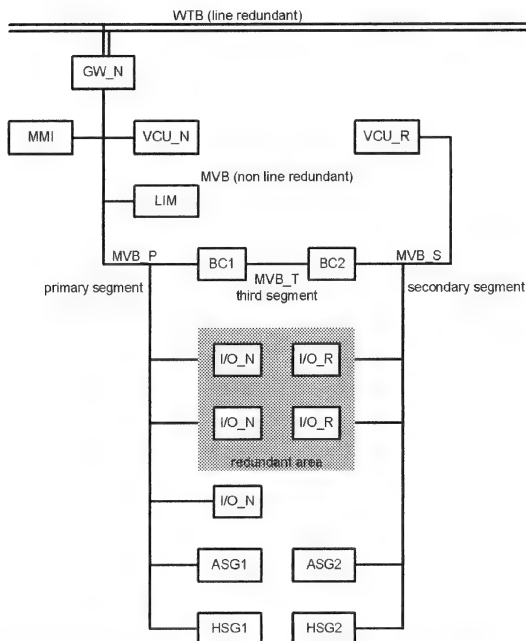 WTB (line redundant)
GW_N
MMI
VCU_N
VCU_R
MVB (non line redundant)
LIM
MVB_P
BC1
BC2
MVB_S
MVB_T
primary segment
third segment
secondary segment
I/O_N
I/O_R
I/O_N
I/O_R
redundant area
I/O_N
ASG1
ASG2
HSG1
HSG2